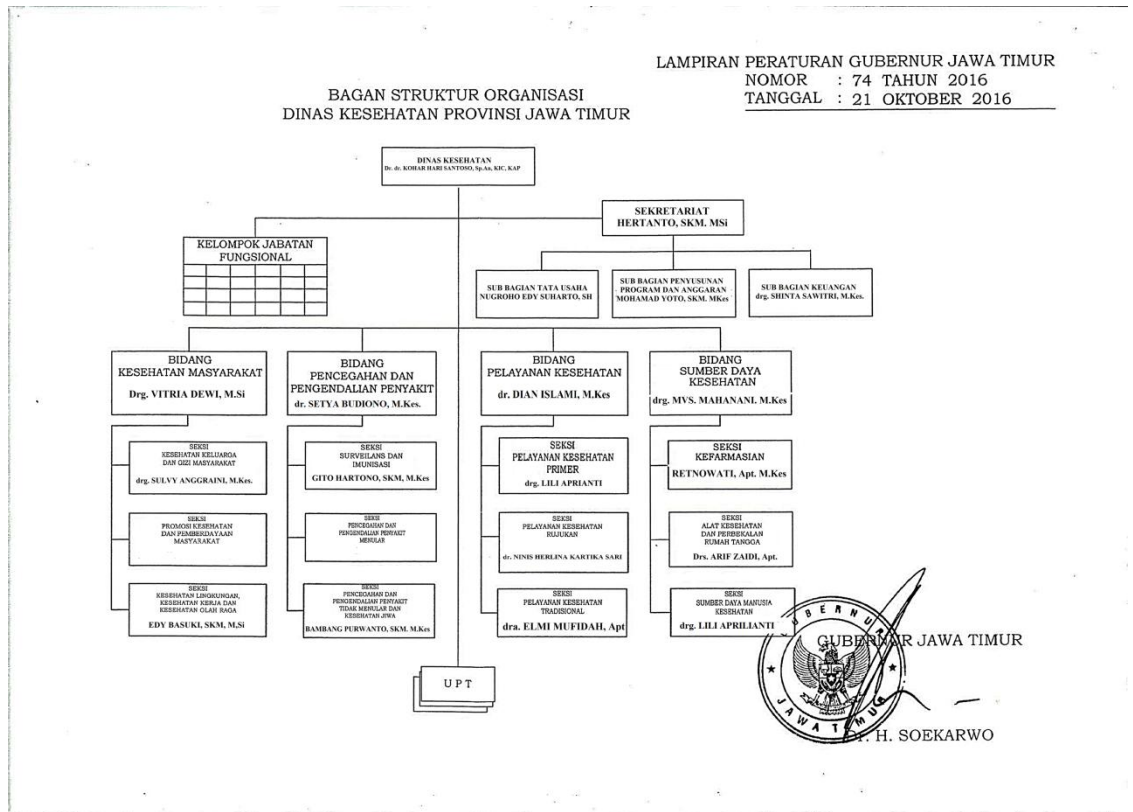 LAMPIRAN PERATURAN GUBERNUR JAWA TIMUR
NOMOR : 74 TAHUN 2016
TANGGAL : 21 OKTOBER 2016
BAGAN STRUKTUR ORGANISASI
DINAS KESEHATAN PROVINSI JAWA TIMUR
DINAS KESEHATAN
Dr. dr. KOHAR HARI SANTOSO, Sp.An, KIC, KAP
SEKRETARIAT
HERTANTO, SKM. MSi
KELOMPOK JABATAN
FUNGSIONAL
SUB BAGIAN TATA USAHA
NUGROHO EDY SUHARTO, SH
SUB BAGIAN PENYUSUNAN
PROGRAM DAN ANGGARAN
MOHAMAD YOTO, SKM. MKes
SUB BAGIAN KEUANGAN
drg. SHINTA SAWITRI, M.Kes.
BIDANG
KESEHATAN MASYARAKAT
Drg. VITRIA DEWI, M.Si
BIDANG
PENCEGAHAN DAN
PENGENDALIAN PENYAKIT
dr. SETYA BUDIONO, M.Kes.
BIDANG
PELAYANAN KESEHATAN
dr. DIAN ISLAMI, M.Kes
BIDANG
SUMBER DAYA
KESEHATAN
drg. MVS. MAHANANI. M.Kes
SEKSI
KESEHATAN KELUARGA
DAN GIZI MASYARAKAT
drg. SULVY ANGGRAINI, M.Kes.
SEKSI
SURVEILANS DAN
IMUNISASI
GITO HARTONO, SKM, M.Kes
SEKSI
PELAYANAN KESEHATAN
PRIMER
drg. LILI APRIANTI
SEKSI
KEFARMASIAN
RETNOWATI, Apt. M.Kes
SEKSI
PROMOSI KESEHATAN
DAN PEMBERDAYAAN
MASYARAKAT
SEKSI
PENCEGAHAN DAN
PENGENDALIAN PENYAKIT
MENULAR
SEKSI
PELAYANAN KESEHATAN
RUJUKAN
dr. NINIS HERLINA KARTIKA SARI
SEKSI
ALAT KESEHATAN
DAN PERBEKALAN
RUMAH TANGGA
Drs. ARIF ZAIDI, Apt.
SEKSI
KESEHATAN LINGKUNGAN,
KESEHATAN KERJA DAN
KESEHATAN OLAH RAGA
EDY BASUKI, SKM, M,Si
SEKSI
PENCEGAHAN DAN
PENGENDALIAN PENYAKIT
TIDAK MENULAR DAN
KESEHATAN JIWA
BAMBANG PURWANTO, SKM. M.Kes
SEKSI
PELAYANAN KESEHATAN
TRADISIONAL
dra. ELMI MUFIDAH, Apt
SEKSI
SUMBER DAYA MANUSIA
KESEHATAN
drg. LILI APRILIANTI
UPT
GUBERNUR JAWA TIMUR
GUBERNUR
JAWA TIMUR
Dr. H. SOEKARWO